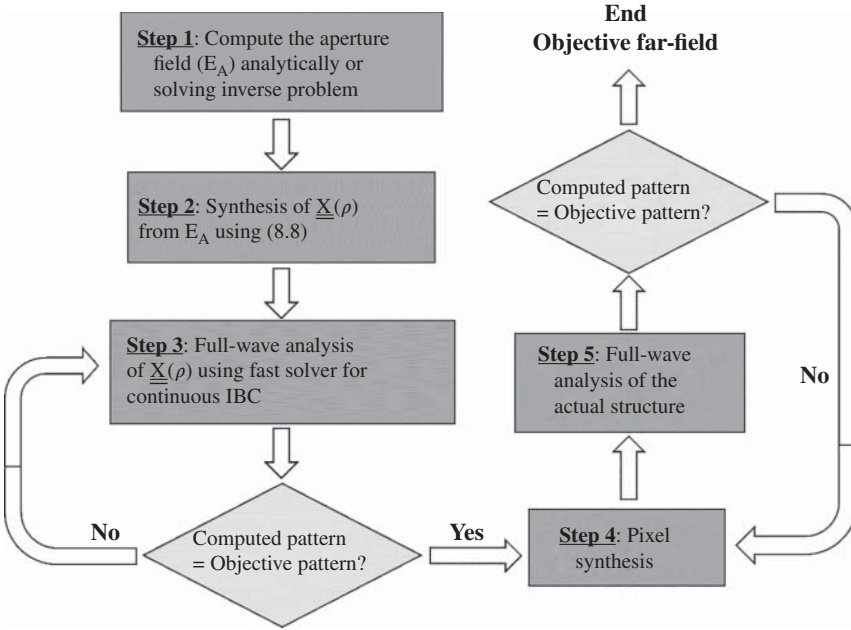 Step 1: Compute the aperture
field (E_A) analytically or
solving inverse problem
Step 2: Synthesis of X(ρ)
from E_A using (8.8)
Step 3: Full-wave analysis
of X(ρ) using fast solver for
continuous IBC
Computed pattern
= Objective pattern?
No
Yes
Step 4: Pixel
synthesis
Step 5: Full-wave
analysis of the
actual structure
Computed pattern
= Objective pattern?
No
End
Objective far-field